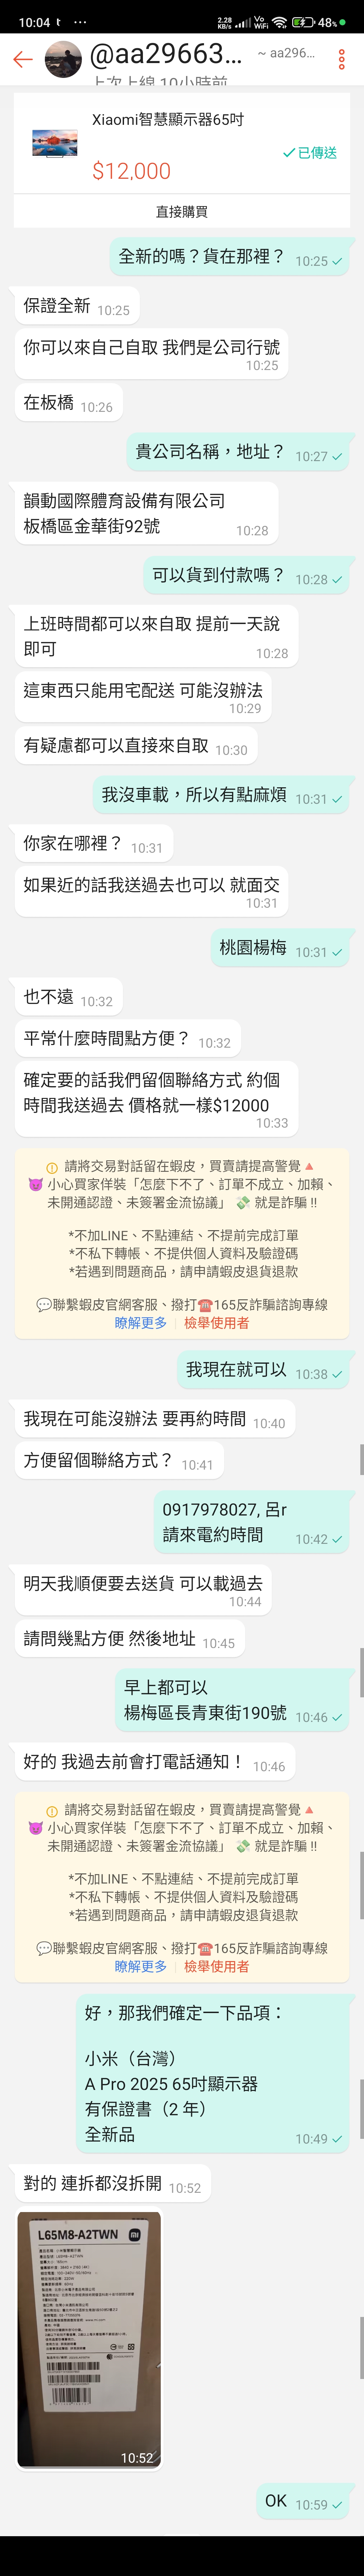 10:04 t ...
2.28 KB/s Vo WiFi 48%
@aa29663... ~ aa296...
上次上線 10小時前
Xiaomi智慧顯示器65吋
$12,000
已傳送
直接購買
全新的嗎？貨在那裡？ 10:25
保證全新 10:25
你可以來自己自取 我們是公司行號
10:25
在板橋 10:26
貴公司名稱，地址？ 10:27
韻動國際體育設備有限公司
板橋區金華街92號 10:28
可以貨到付款嗎？ 10:28
上班時間都可以來自取 提前一天說
即可 10:28
這東西只能用宅配送 可能沒辦法
10:29
有疑慮都可以直接來自取 10:30
我沒車載，所以有點麻煩 10:31
你家在哪裡？ 10:31
如果近的話我送過去也可以 就面交
10:31
桃園楊梅 10:31
也不遠 10:32
平常什麼時間點方便？ 10:32
確定要的話我們留個聯絡方式 約個
時間我送過去 價格就一樣$12000
10:33
請將交易對話留在蝦皮，買賣請提高警覺🔺
😈 小心買家佯裝「怎麼下不了、訂單不成立、加賴、
未開通認證、未簽署金流協議」 💸 就是詐騙 !!
*不加LINE、不點連結、不提前完成訂單
*不私下轉帳、不提供個人資料及驗證碼
*若遇到問題商品，請申請蝦皮退貨退款
💬聯繫蝦皮官網客服、撥打☎️165反詐騙諮詢專線
瞭解更多 | 檢舉使用者
我現在就可以 10:38
我現在可能沒辦法 要再約時間 10:40
方便留個聯絡方式？ 10:41
0917978027, 呂r
請來電約時間 10:42
明天我順便要去送貨 可以載過去
10:44
請問幾點方便 然後地址 10:45
早上都可以
楊梅區長青東街190號 10:46
好的 我過去前會打電話通知！ 10:46
請將交易對話留在蝦皮，買賣請提高警覺🔺
😈 小心買家佯裝「怎麼下不了、訂單不成立、加賴、
未開通認證、未簽署金流協議」 💸 就是詐騙 !!
*不加LINE、不點連結、不提前完成訂單
*不私下轉帳、不提供個人資料及驗證碼
*若遇到問題商品，請申請蝦皮退貨退款
💬聯繫蝦皮官網客服、撥打☎️165反詐騙諮詢專線
瞭解更多 | 檢舉使用者
好，那我們確定一下品項：
小米（台灣）
A Pro 2025 65吋顯示器
有保證書（2 年）
全新品 10:49
對的 連拆都沒拆開 10:52
L65M8-A2TWN
10:52
OK 10:59